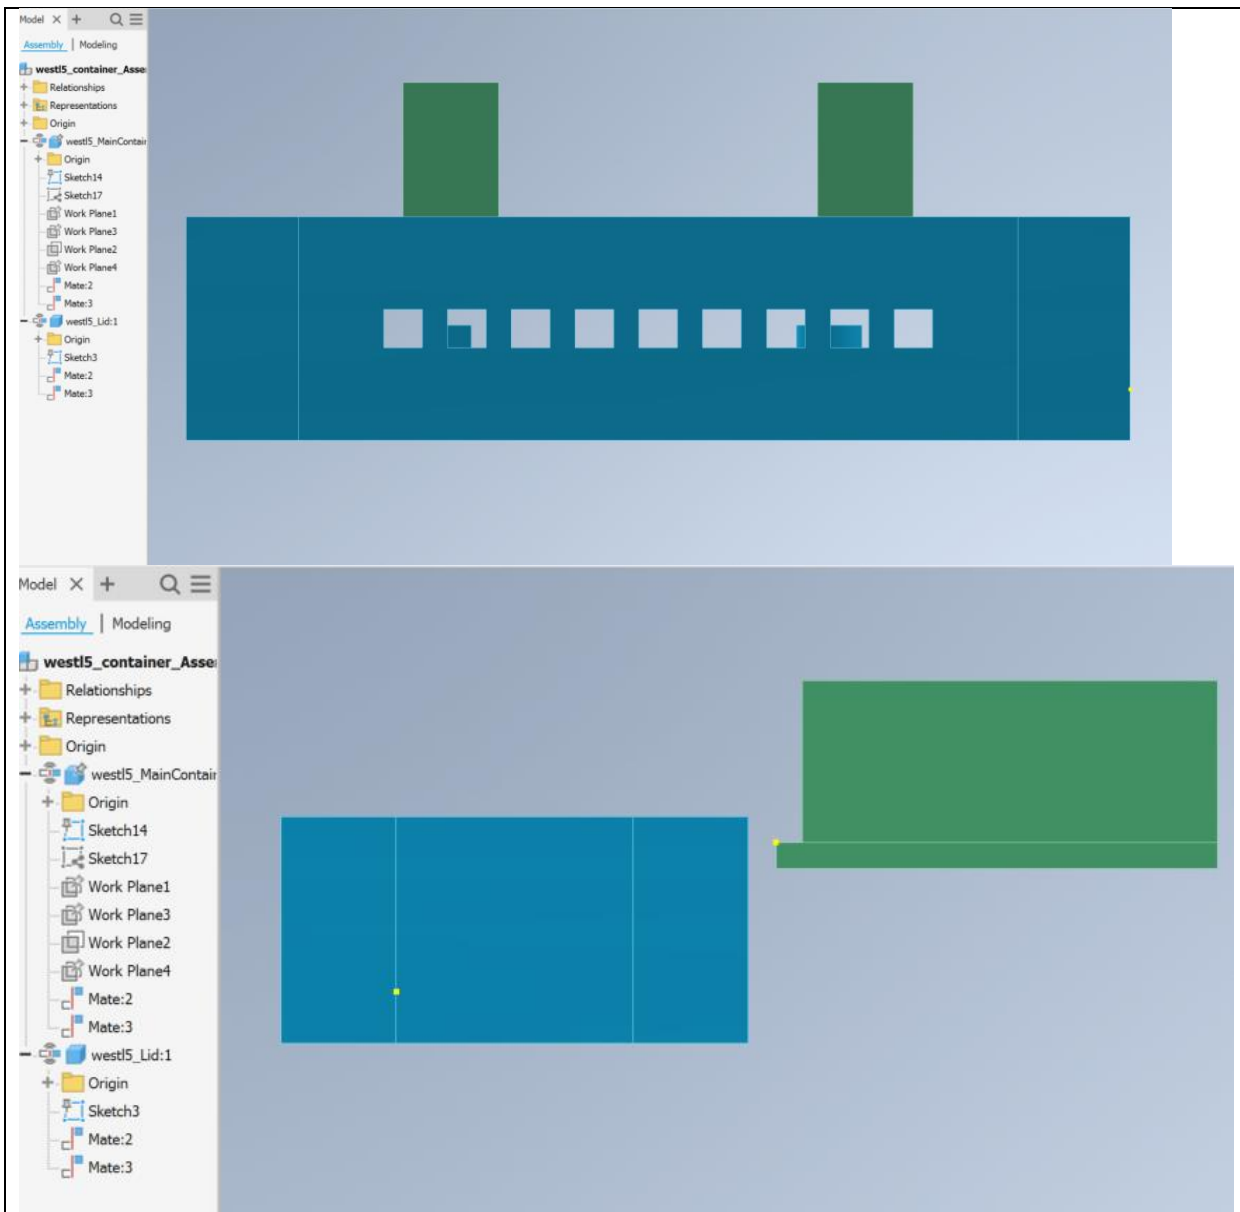 Model
Assembly | Modeling
westl5_container_Asse
Relationships
Representations
Origin
westl5_MainContair
Origin
Sketch14
Sketch17
Work Plane1
Work Plane3
Work Plane2
Work Plane4
Mate:2
Mate:3
westl5_Lid:1
Origin
Sketch3
Mate:2
Mate:3
Model
Assembly | Modeling
westl5_container_Asse
Relationships
Representations
Origin
westl5_MainContair
Origin
Sketch14
Sketch17
Work Plane1
Work Plane3
Work Plane2
Work Plane4
Mate:2
Mate:3
westl5_Lid:1
Origin
Sketch3
Mate:2
Mate:3